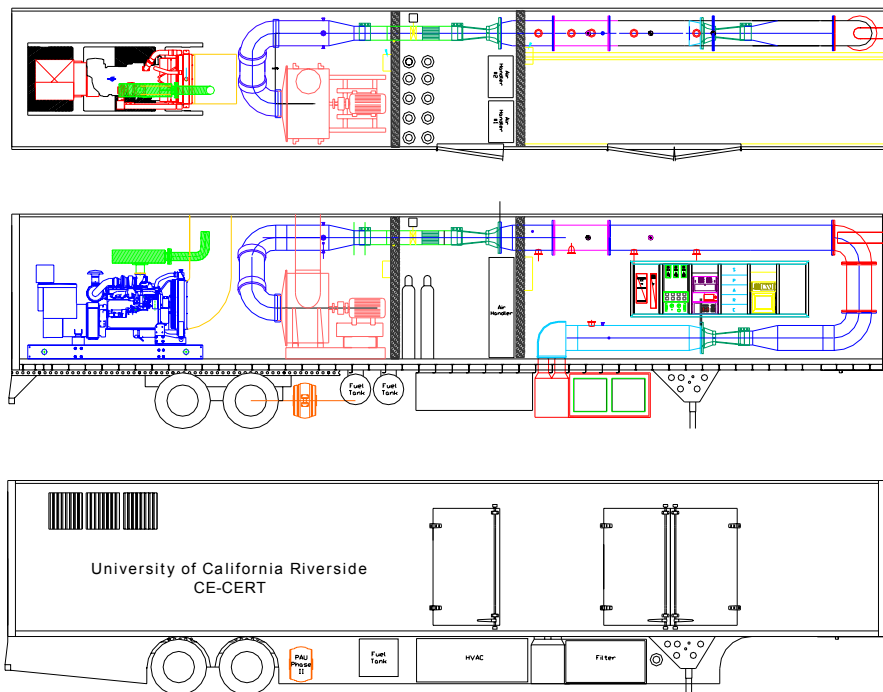 Air
Handler
#2
Air
Handler
#1
Air
Handler
S
P
A
C
E
Fuel
Tank
Fuel
Tank
University of California Riverside
CE-CERT
PAU
Phase
II
Fuel
Tank
HVAC
Filter